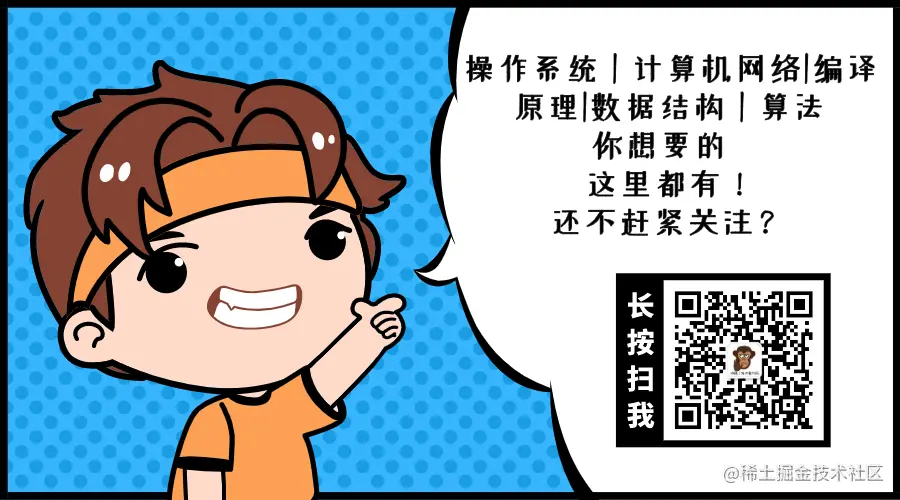 操作系统｜计算机网络|编译
原理|数据结构｜算法
你想要的
这里都有！
还不赶紧关注？
长按扫我
@稀土掘金技术社区